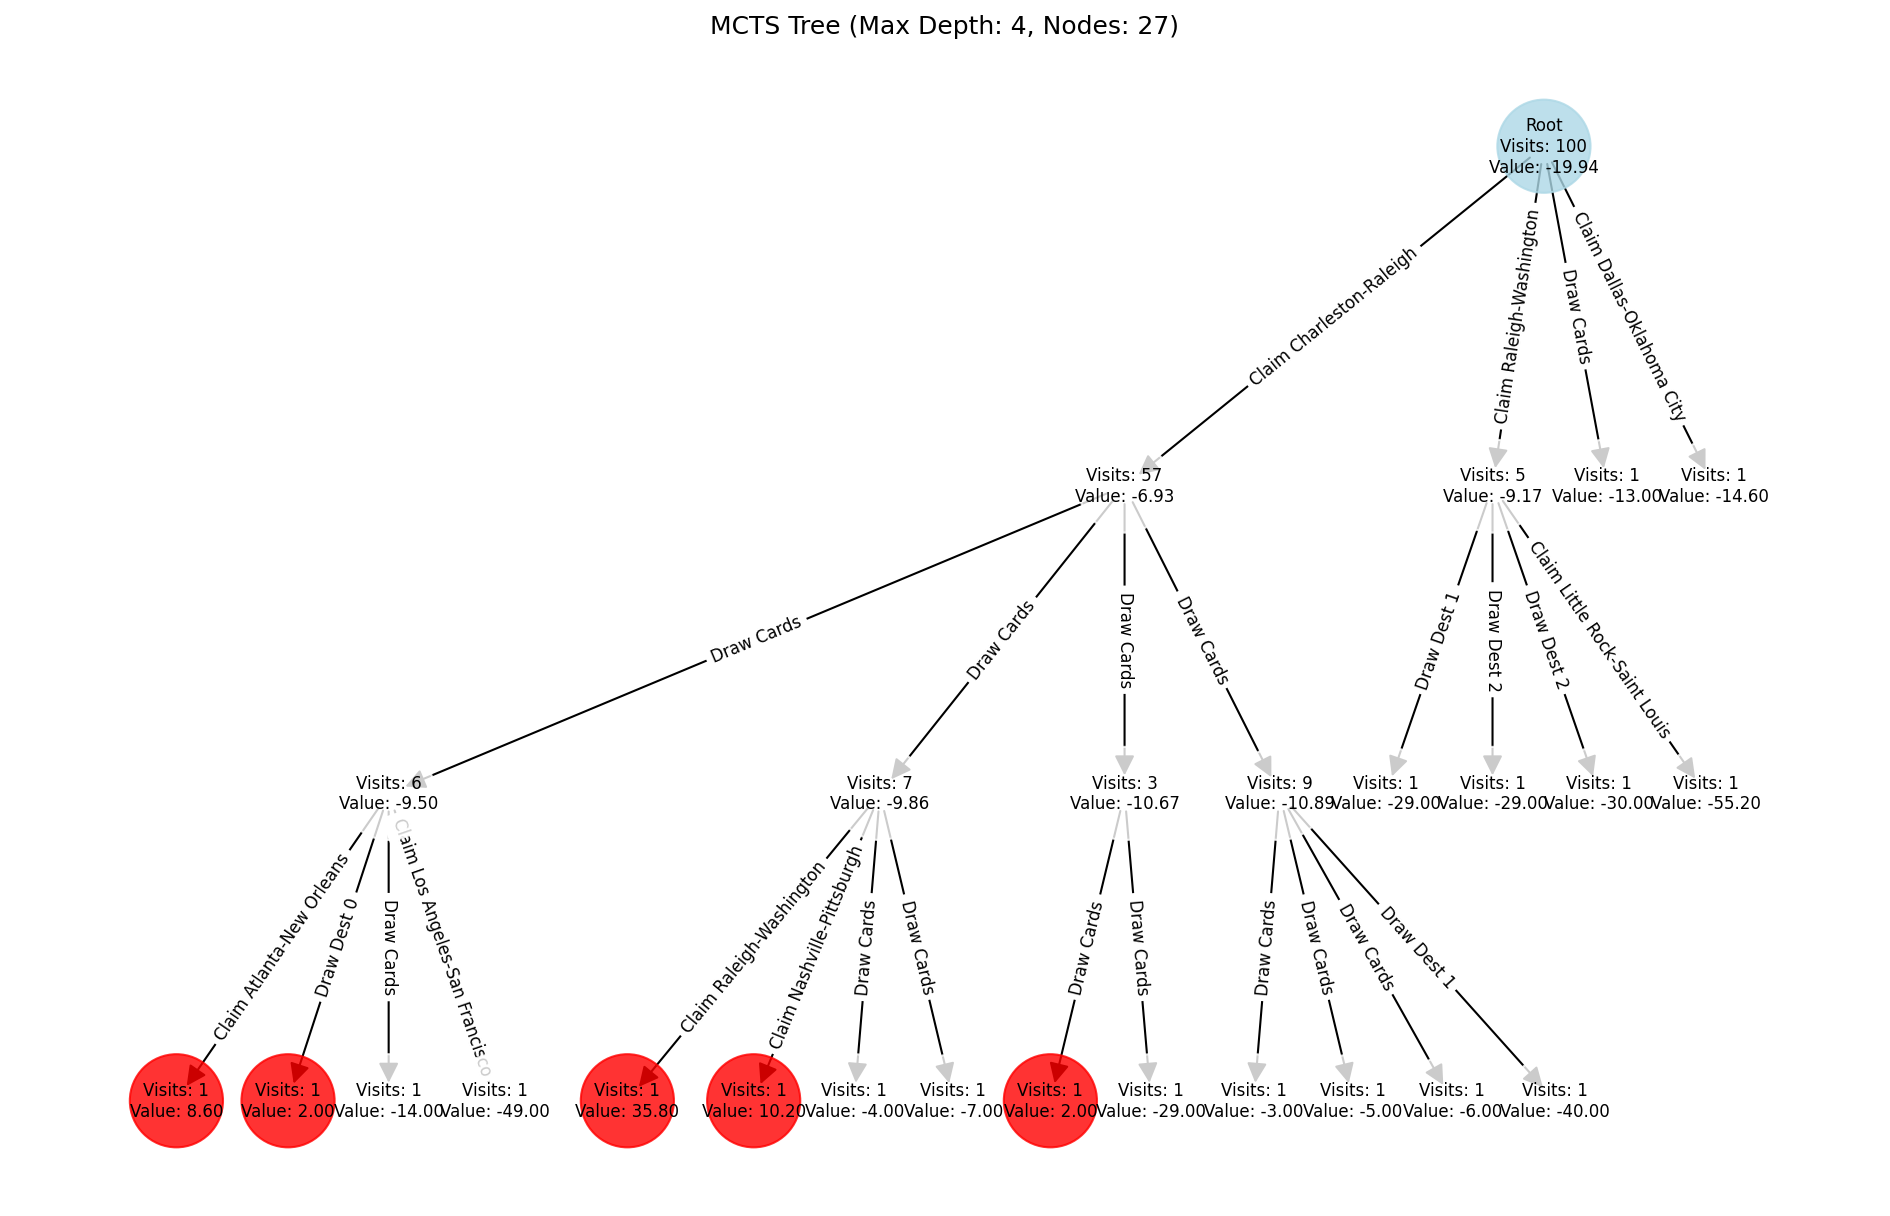 MCTS Tree (Max Depth: 4, Nodes: 27)
Root
Visits: 100
Value: -19.94
Claim Charleston-Raleigh
Claim Raleigh-Washington
Draw Cards
Claim Dallas-Oklahoma City
Visits: 57
Value: -6.93
Visits: 5
Value: -9.17
Visits: 1
Value: -13.00
Visits: 1
Value: -14.60
Draw Cards
Draw Cards
Draw Cards
Draw Cards
Draw Dest 1
Draw Dest 2
Draw Dest 2
Claim Little Rock-Saint Louis
Visits: 6
Value: -9.50
Visits: 7
Value: -9.86
Visits: 3
Value: -10.67
Visits: 9
Value: -10.89
Visits: 1
Value: -29.00
Visits: 1
Value: -29.00
Visits: 1
Value: -30.00
Visits: 1
Value: -55.20
Claim Atlanta-New Orleans
Draw Dest 0
Draw Cards
Claim Los Angeles-San Francisco
Claim Raleigh-Washington
Claim Nashville-Pittsburgh
Draw Cards
Draw Cards
Draw Cards
Draw Cards
Draw Cards
Draw Cards
Draw Cards
Draw Dest 1
Visits: 1
Value: 8.60
Visits: 1
Value: 2.00
Visits: 1
Value: -14.00
Visits: 1
Value: -49.00
Visits: 1
Value: 35.80
Visits: 1
Value: 10.20
Visits: 1
Value: -4.00
Visits: 1
Value: -7.00
Visits: 1
Value: 2.00
Visits: 1
Value: -29.00
Visits: 1
Value: -3.00
Visits: 1
Value: -5.00
Visits: 1
Value: -6.00
Visits: 1
Value: -40.00